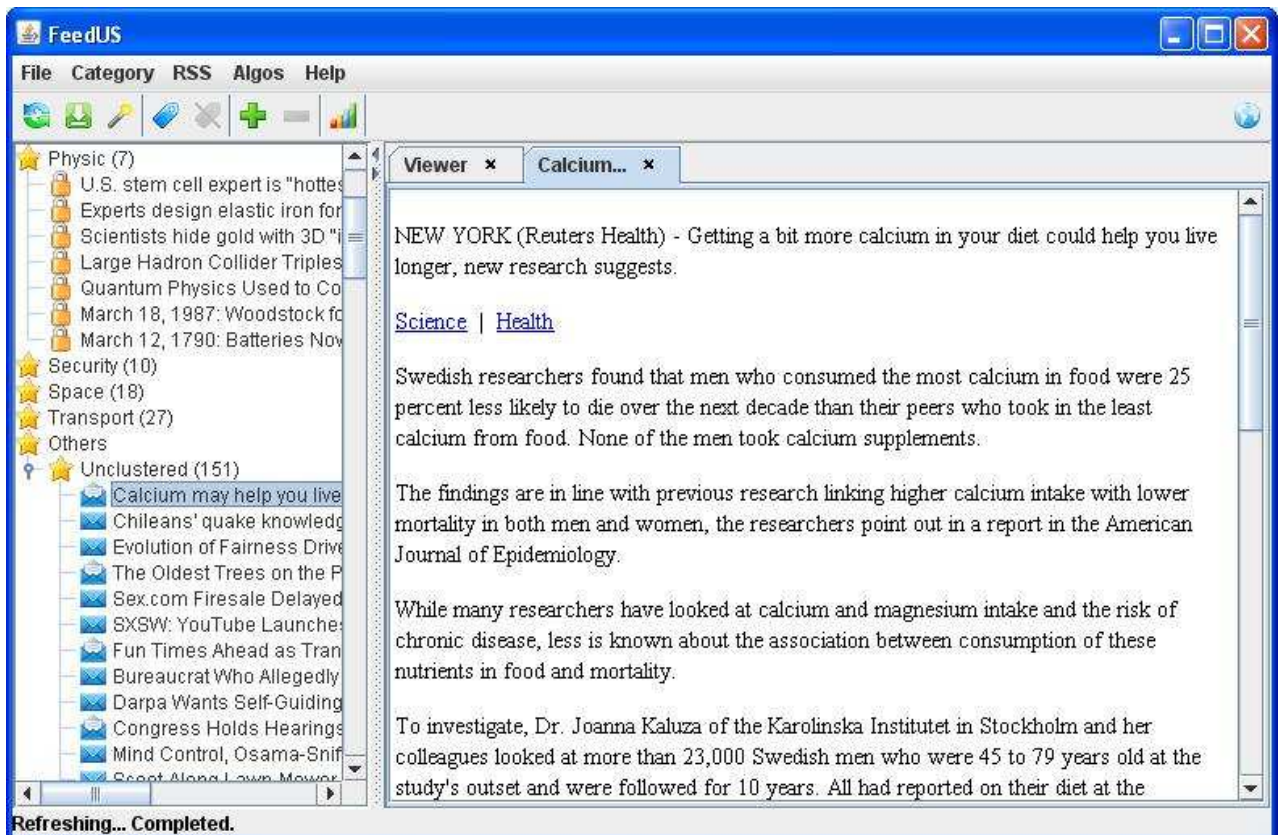 FeedUS
File Category RSS Algos Help
Physic (7)
U.S. stem cell expert is "hottes
Experts design elastic iron for
Scientists hide gold with 3D "i
Large Hadron Collider Triples
Quantum Physics Used to Co
March 18, 1987: Woodstock fo
March 12, 1790: Batteries Nov
Security (10)
Space (18)
Transport (27)
Others
Unclustered (151)
Calcium may help you live
Chileans' quake knowledg
Evolution of Fairness Drive
The Oldest Trees on the P
Sex.com Firesale Delayed
SXSW: YouTube Launches
Fun Times Ahead as Tran
Bureaucrat Who Allegedly
Darpa Wants Self-Guiding
Congress Holds Hearings
Mind Control, Osama-Snif
Scoot Along Lawn Mower
Viewer × Calcium... ×
NEW YORK (Reuters Health) - Getting a bit more calcium in your diet could help you live
longer, new research suggests.
Science | Health
Swedish researchers found that men who consumed the most calcium in food were 25
percent less likely to die over the next decade than their peers who took in the least
calcium from food. None of the men took calcium supplements.
The findings are in line with previous research linking higher calcium intake with lower
mortality in both men and women, the researchers point out in a report in the American
Journal of Epidemiology.
While many researchers have looked at calcium and magnesium intake and the risk of
chronic disease, less is known about the association between consumption of these
nutrients in food and mortality.
To investigate, Dr. Joanna Kaluza of the Karolinska Institutet in Stockholm and her
colleagues looked at more than 23,000 Swedish men who were 45 to 79 years old at the
study's outset and were followed for 10 years. All had reported on their diet at the
Refreshing... Completed.